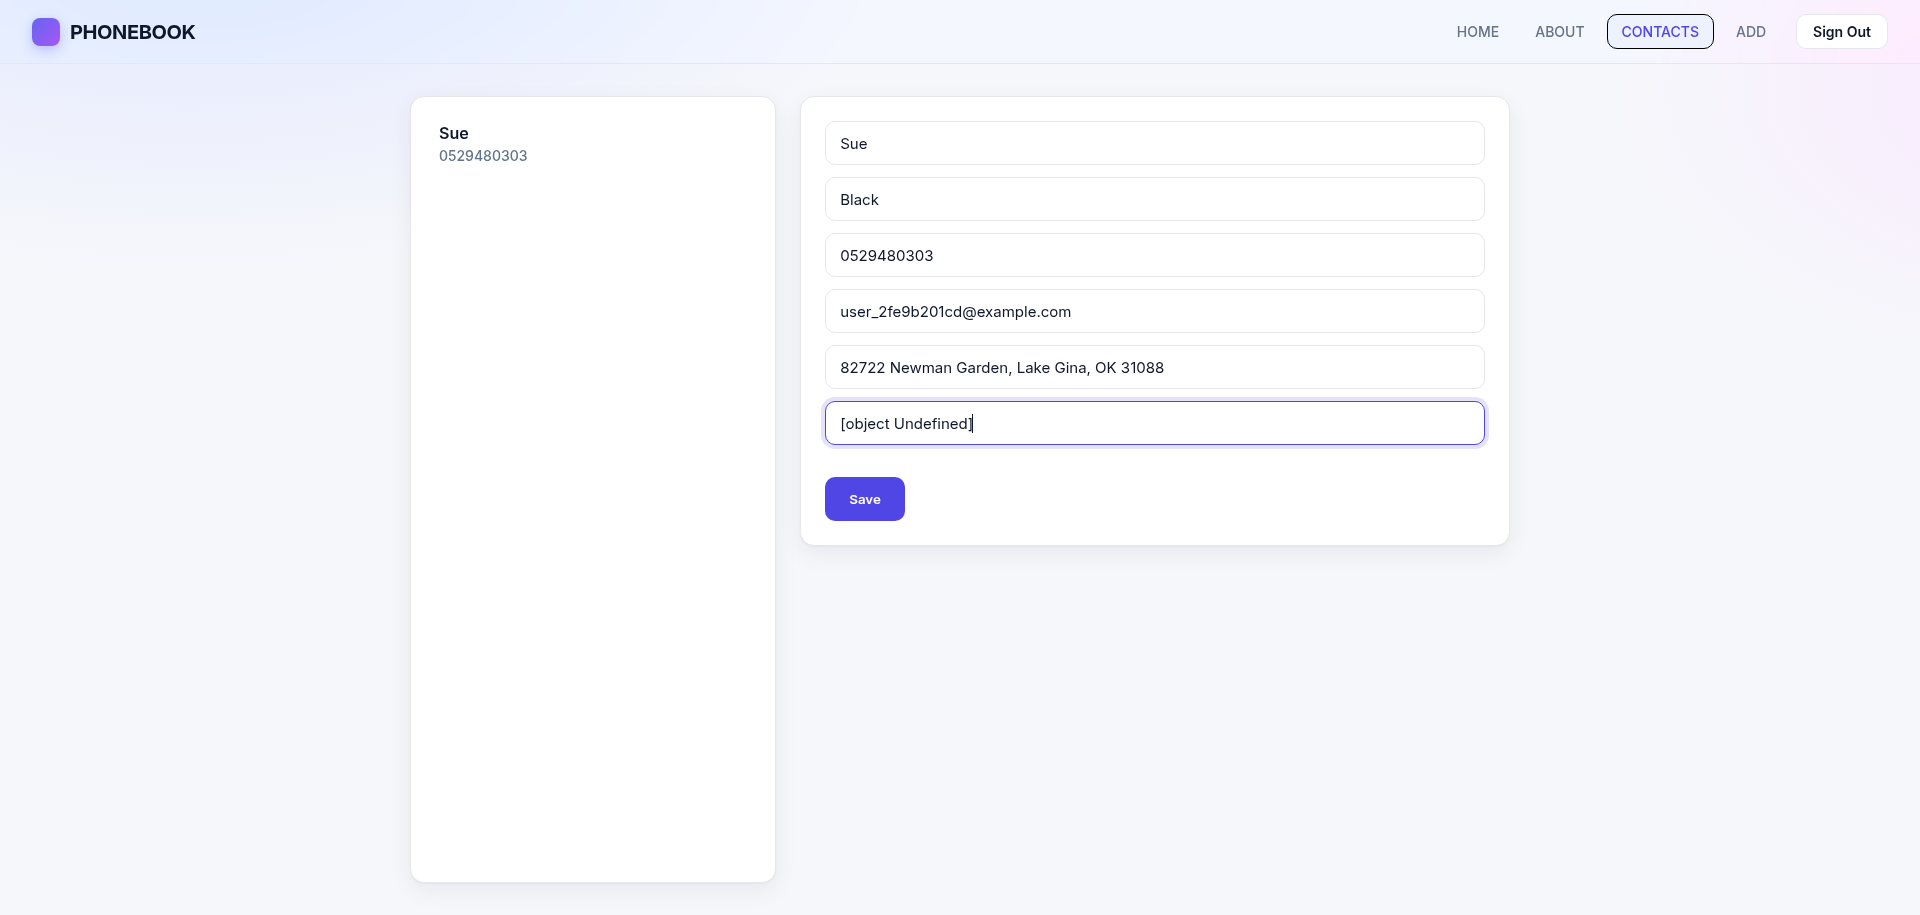 PHONEBOOK
HOME
ABOUT
CONTACTS
ADD
Sign Out
Sue
0529480303
Sue
Black
0529480303
user_2fe9b201cd@example.com
82722 Newman Garden, Lake Gina, OK 31088
[object Undefined]
Save